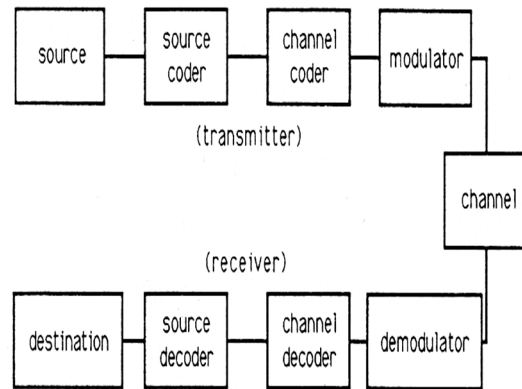 source
source
coder
channel
coder
modulator
(transmitter)
channel
(receiver)
destination
source
decoder
channel
decoder
demodulator